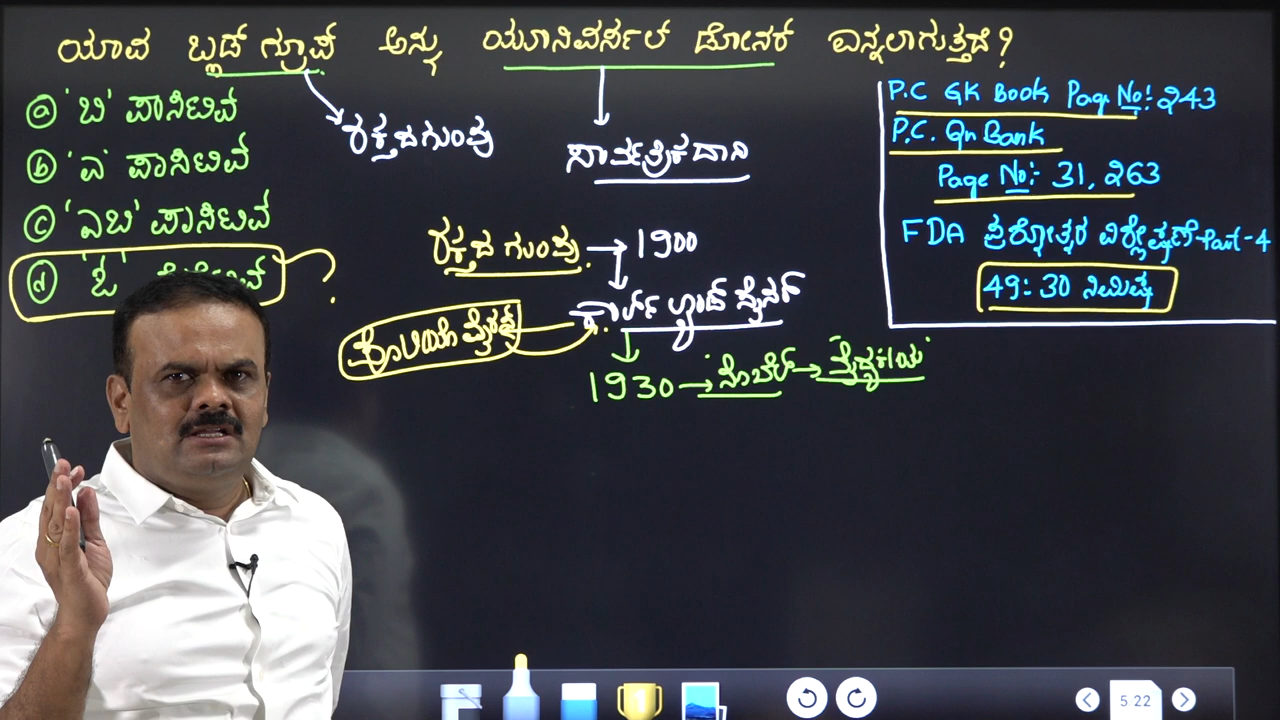 ಯಾವ ಬ್ಲಡ್ ಗ್ರೂಪ್ ಅನ್ನು ಯೂನಿವರ್ಸಲ್ ಡೋನರ್ ಎನ್ನಲಾಗುತ್ತದೆ?
ⓐ 'ಬಿ' ಪಾಸಿಟಿವ್
ⓑ 'ಎ' ಪಾಸಿಟಿವ್
ⓒ 'ಎಬಿ' ಪಾಸಿಟಿವ್
ⓓ 'ಓ'
?
ರಕ್ತದ ಗುಂಪು
ಸಾರ್ವತ್ರಿಕ ದಾನಿ
ರಕ್ತದ ಗುಂಪು → 1900
ಕಾರ್ಲ್ ಲ್ಯಾಂಡ್ ಸ್ಟೈನರ್
ಪೋಲಿಯೋ ವೈರಸ್
1930 → 'ನೊಬೆಲ್ → ವೈದ್ಯಕೀಯ'
P.C GK Book Page No:- 243
P.C. Qn Bank
Page No:- 31, 263
FDA ಪ್ರಶ್ನೋತ್ತರ ವಿಶ್ಲೇಷಣೆ Part-4
49:30 ನಿಮಿಷ
5 22